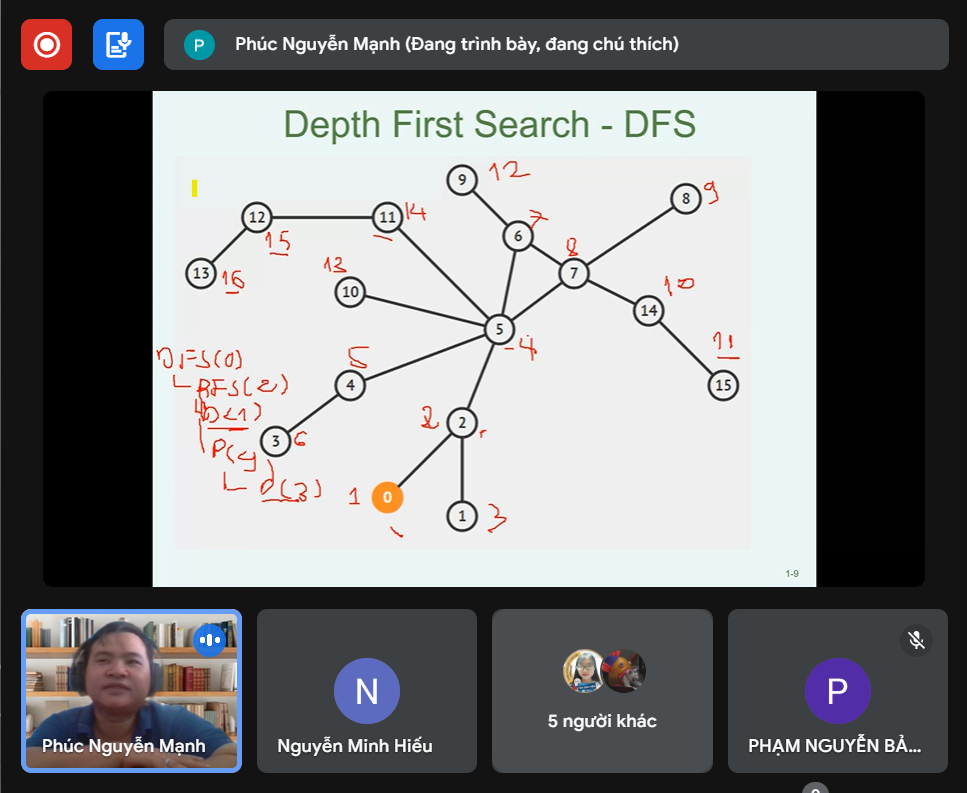 P
Phúc Nguyễn Mạnh (Đang trình bày, đang chú thích)
Depth First Search - DFS
9 12
8 9
12 11 14
6 7
15
8
13 16
7
13
10
14 10
5 -4
11
DFS(0)
5
4
15
DFS(2)
D(1)
2 2
3 6
D(3)
1 0
1 3
1-9
Phúc Nguyễn Mạnh
N
Nguyễn Minh Hiếu
5 người khác
P
PHẠM NGUYỄN BẢ...